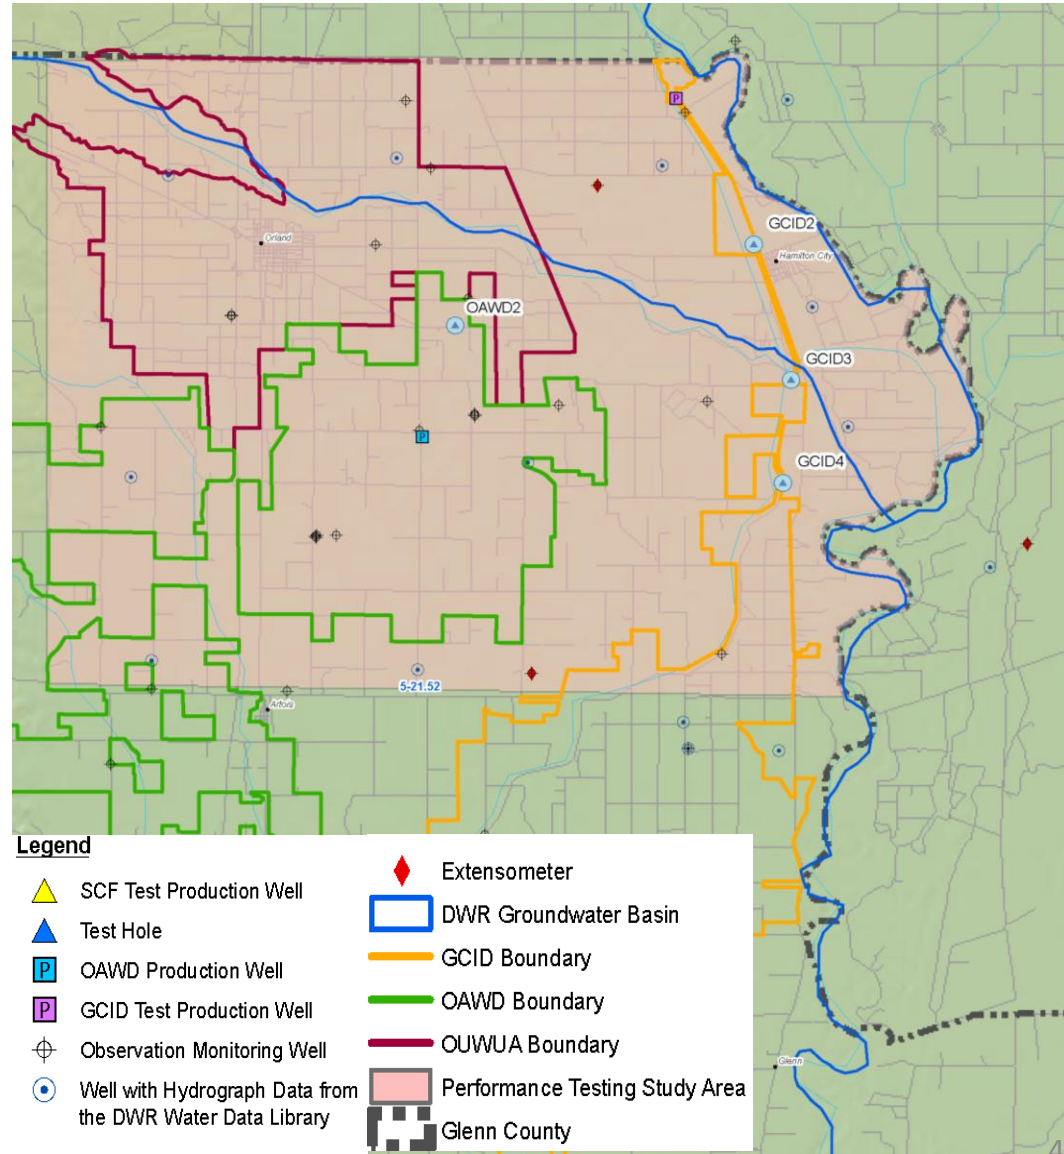 P
GCID2
Orland
Hamilton City
OAWD2
GCID3
P
GCID4
5-21.52
Artois
Legend
SCF Test Production Well
Test Hole
P OAWD Production Well
P GCID Test Production Well
Observation Monitoring Well
Well with Hydrograph Data from
the DWR Water Data Library
Extensometer
DWR Groundwater Basin
GCID Boundary
OAWD Boundary
OUWUA Boundary
Performance Testing Study Area
Glenn County
Glenn